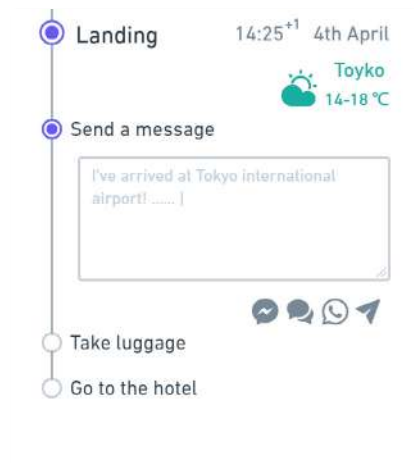 Landing 14:25+1 4th April
Toyko
14-18 °C
Send a message
I've arrived at Tokyo international
airport! ...... |
Take luggage
Go to the hotel